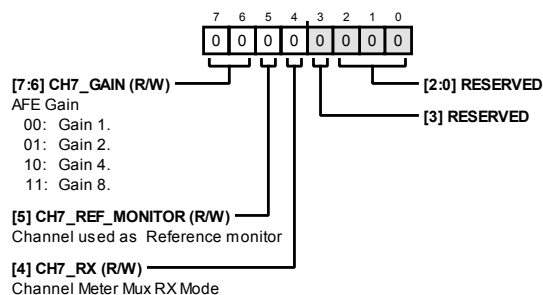 7 6 5 4 3 2 1 0
0 0 0 0 0 0 0 0
[7:6] CH7_GAIN (R/W)
AFE Gain
00: Gain 1.
01: Gain 2.
10: Gain 4.
11: Gain 8.
[5] CH7_REF_MONITOR (R/W)
Channel used as Reference monitor
[4] CH7_RX (R/W)
Channel Meter Mux RX Mode
[2:0] RESERVED
[3] RESERVED